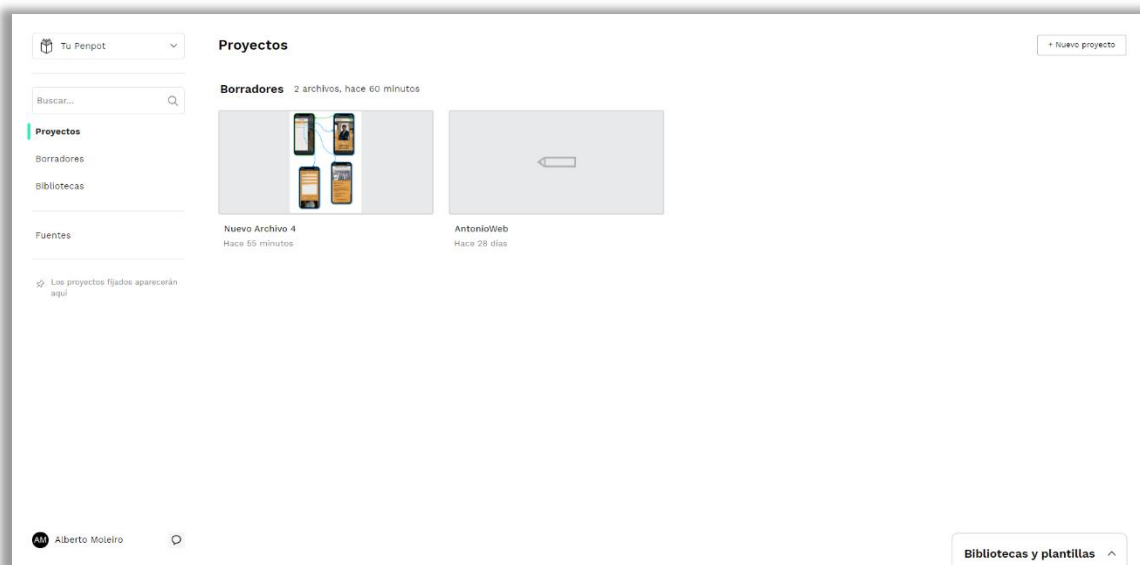 Tu Penpot
Buscar...
Proyectos
Borradores
Bibliotecas
Fuentes
Los proyectos fijados aparecerán
aquí
AM Alberto Moleiro
Proyectos
+ Nuevo proyecto
Borradores 2 archivos, hace 60 minutos
Nuevo Archivo 4
Hace 55 minutos
AntonioWeb
Hace 28 días
Bibliotecas y plantillas